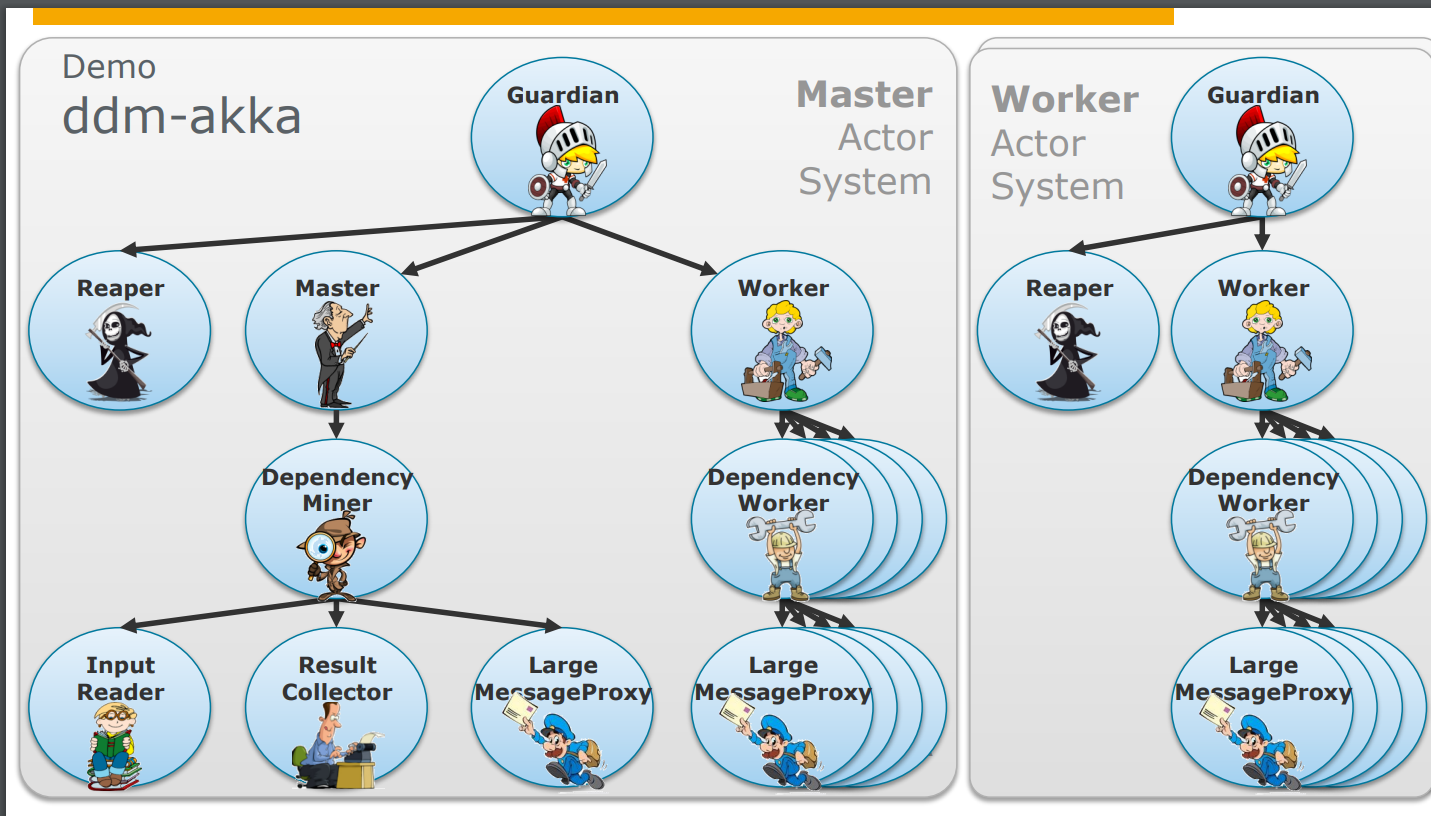 Demo
ddm-akka
Guardian
Master
Actor
System
Reaper
Master
Worker
Dependency
Miner
Dependency
Worker
Input
Reader
Result
Collector
Large
MessageProxy
Large
MessageProxy
Worker
Actor
System
Guardian
Reaper
Worker
Dependency
Worker
Large
MessageProxy